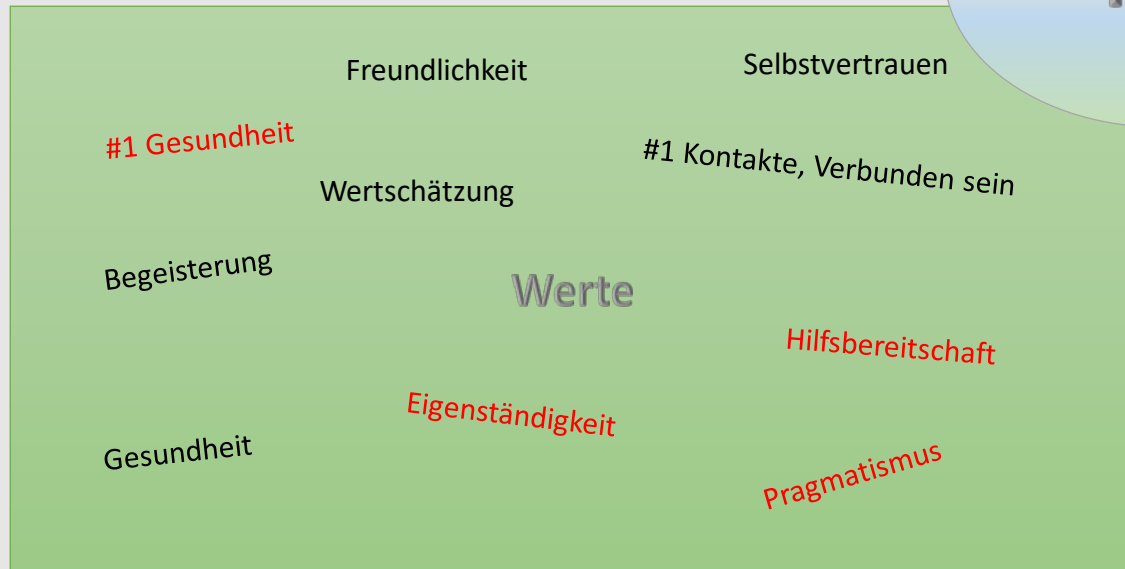 Freundlichkeit
Selbstvertrauen
#1 Gesundheit
#1 Kontakte, Verbunden sein
Wertschätzung
Begeisterung
Werte
Hilfsbereitschaft
Eigenständigkeit
Gesundheit
Pragmatismus